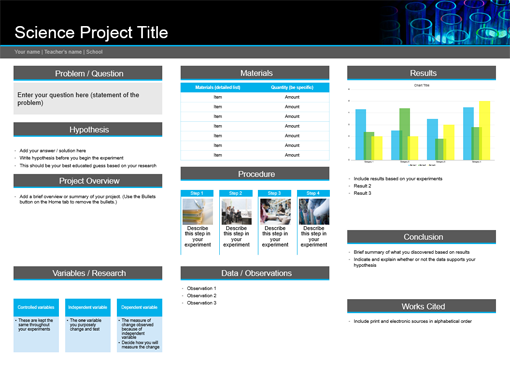 Science Project Title
Your name | Teacher's name | School
Problem / Question
Enter your question here (statement of the
problem)
Hypothesis
Add your answer / solution here
Write hypothesis before you begin the experiment
This should be your best educated guess based on your research
Project Overview
Add a brief overview or summary of your project. (Use the Bullets
button on the Home tab to remove the bullets.)
Variables / Research
Controlled variables
These are kept the
same throughout
your experiments
Independent variable
The one variable
you purposely
change and test
Dependent variable
The measure of
change observed
because of
independent
variable
Decide how you will
measure the change
Materials
Materials (detailed list) Quantity (be specific)
Item Amount
Item Amount
Item Amount
Item Amount
Item Amount
Item Amount
Item Amount
Procedure
Step 1
Describe
this step in
your
experiment
Step 2
Describe
this step in
your
experiment
Step 3
Describe
this step in
your
experiment
Step 4
Describe
this step in
your
experiment
Data / Observations
Observation 1
Observation 2
Observation 3
Results
Chart Title
Include results based on your experiments
Result 2
Result 3
Conclusion
Brief summary of what you discovered based on results
Indicate and explain whether or not the data supports your
hypothesis
Works Cited
Include print and electronic sources in alphabetical order